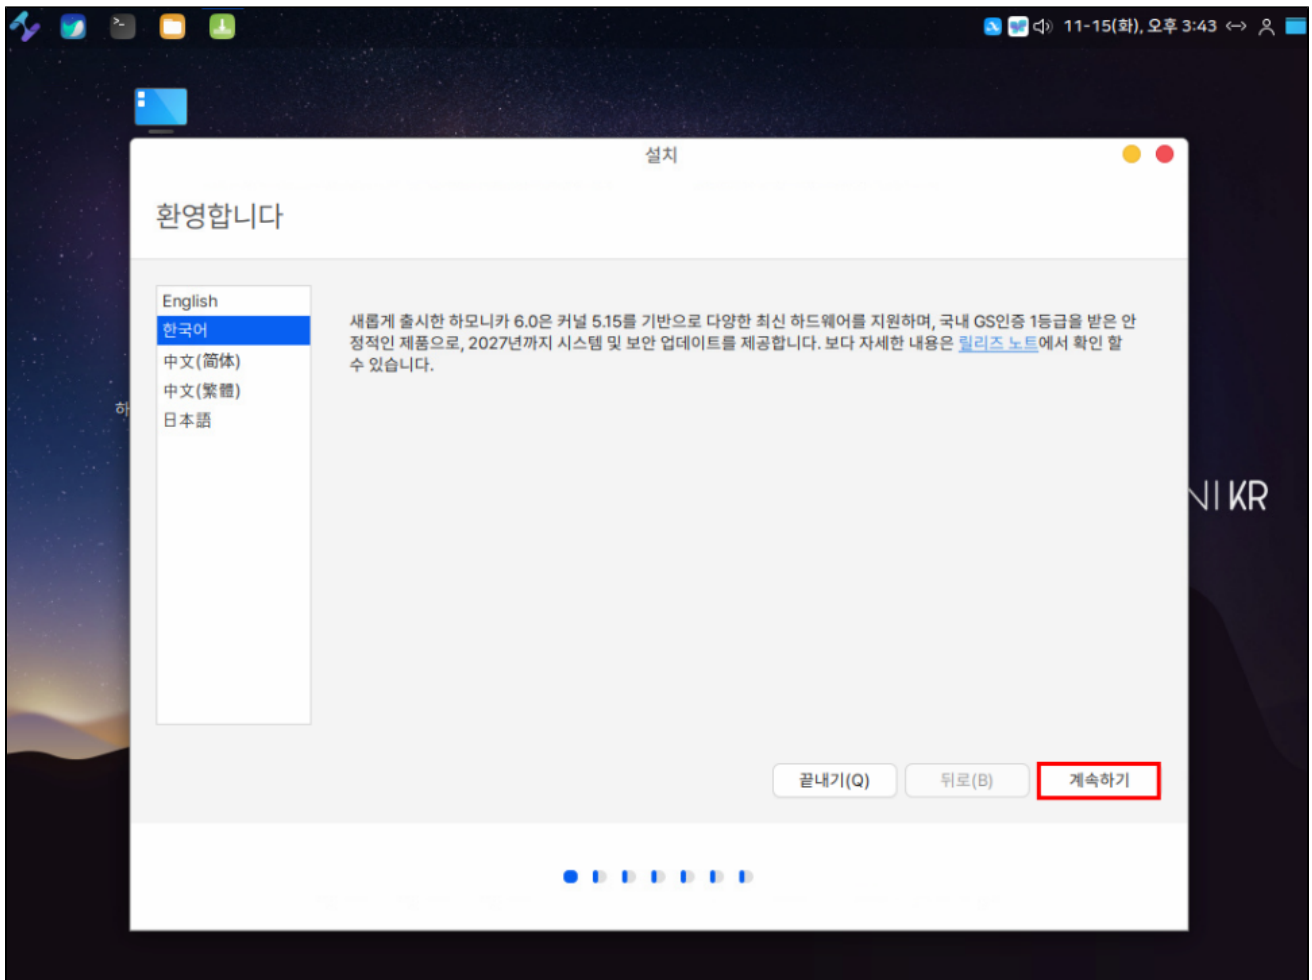 11-15(화), 오후 3:43
설치
환영합니다
English
한국어
中文(简体)
中文(繁體)
日本語
새롭게 출시한 하모니카 6.0은 커널 5.15를 기반으로 다양한 최신 하드웨어를 지원하며, 국내 GS인증 1등급을 받은 안
정적인 제품으로, 2027년까지 시스템 및 보안 업데이트를 제공합니다. 보다 자세한 내용은 릴리즈 노트에서 확인 할
수 있습니다.
하
NI KR
끝내기(Q)
뒤로(B)
계속하기